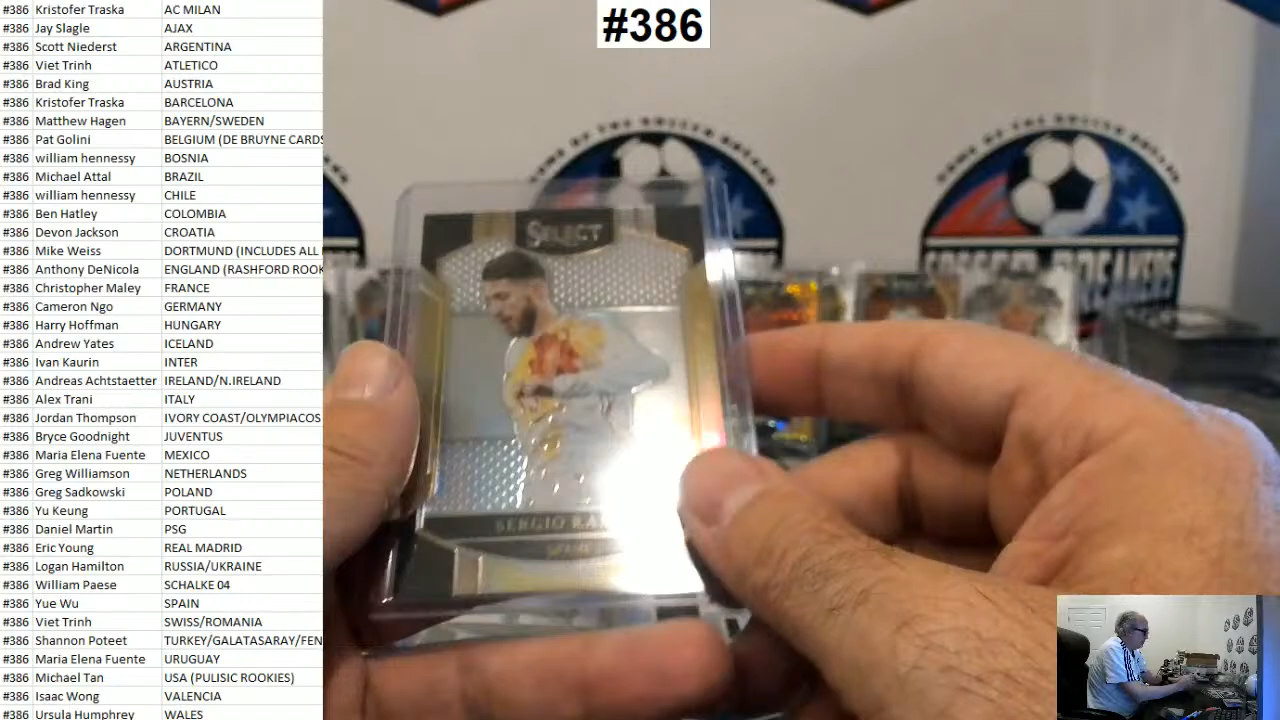 #386
#386 Kristofer Traska AC MILAN
#386 Jay Slagle AJAX
#386 Scott Niederst ARGENTINA
#386 Viet Trinh ATLETICO
#386 Brad King AUSTRIA
#386 Kristofer Traska BARCELONA
#386 Matthew Hagen BAYERN/SWEDEN
#386 Pat Golini BELGIUM (DE BRUYNE CARDS
#386 william hennessy BOSNIA
#386 Michael Attal BRAZIL
#386 william hennessy CHILE
#386 Ben Hatley COLOMBIA
#386 Devon Jackson CROATIA
#386 Mike Weiss DORTMUND (INCLUDES ALL
#386 Anthony DeNicola ENGLAND (RASHFORD ROOK
#386 Christopher Maley FRANCE
#386 Cameron Ngo GERMANY
#386 Harry Hoffman HUNGARY
#386 Andrew Yates ICELAND
#386 Ivan Kaurin INTER
#386 Andreas Achtstaetter IRELAND/N.IRELAND
#386 Alex Trani ITALY
#386 Jordan Thompson IVORY COAST/OLYMPIACOS
#386 Bryce Goodnight JUVENTUS
#386 Maria Elena Fuente MEXICO
#386 Greg Williamson NETHERLANDS
#386 Greg Sadkowski POLAND
#386 Yu Keung PORTUGAL
#386 Daniel Martin PSG
#386 Eric Young REAL MADRID
#386 Logan Hamilton RUSSIA/UKRAINE
#386 William Paese SCHALKE 04
#386 Yue Wu SPAIN
#386 Viet Trinh SWISS/ROMANIA
#386 Shannon Poteet TURKEY/GALATASARAY/FEN
#386 Maria Elena Fuente URUGUAY
#386 Michael Tan USA (PULISIC ROOKIES)
#386 Isaac Wong VALENCIA
#386 Ursula Humphrey WALES
SELECT
SERGIO